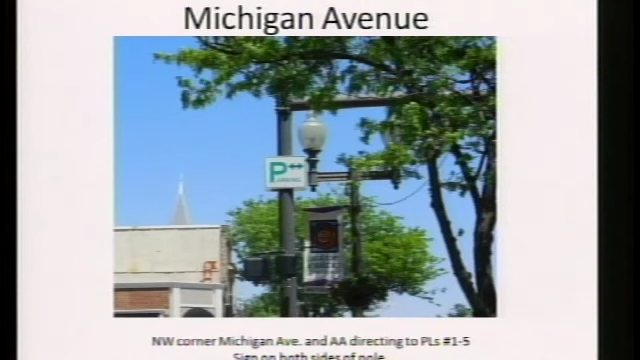 Michigan Avenue
P
PARKING
NW corner Michigan Ave. and AA directing to PLs #1-5
Sign on both sides of pole